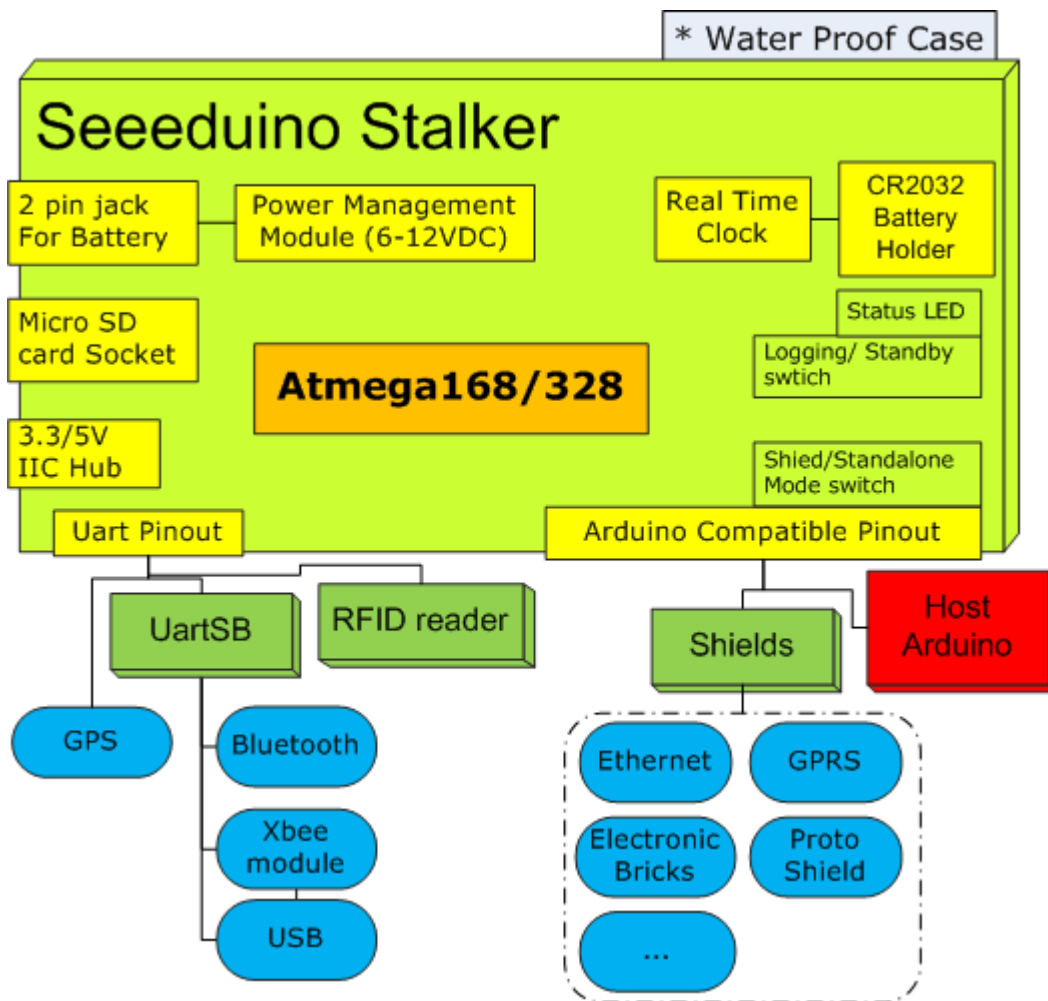 * Water Proof Case
Seeeduino Stalker
2 pin jack
For Battery
Power Management
Module (6-12VDC)
Real Time
Clock
CR2032
Battery
Holder
Micro SD
card Socket
Status LED
Logging/ Standby
swtich
Atmega168/328
3.3/5V
IIC Hub
Shied/Standalone
Mode switch
Uart Pinout
Arduino Compatible Pinout
UartSB
RFID reader
Shields
Host
Arduino
GPS
Bluetooth
Xbee
module
USB
Ethernet
GPRS
Electronic
Bricks
Proto
Shield
...